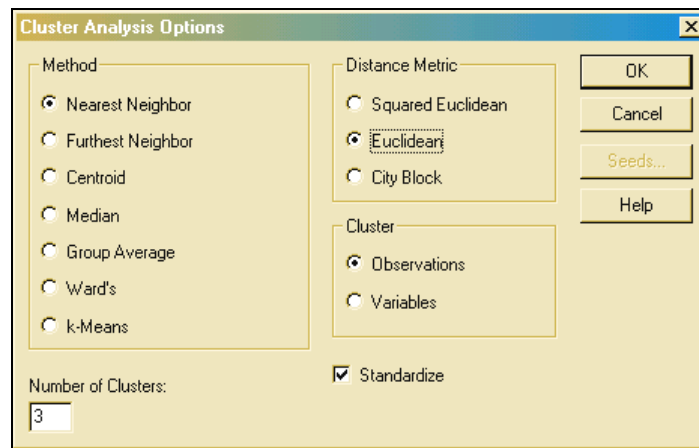 Cluster Analysis Options
Method
Nearest Neighbor
Furthest Neighbor
Centroid
Median
Group Average
Ward's
k-Means
Number of Clusters:
3
Distance Metric
Squared Euclidean
Euclidean
City Block
Cluster
Observations
Variables
Standardize
OK
Cancel
Seeds...
Help